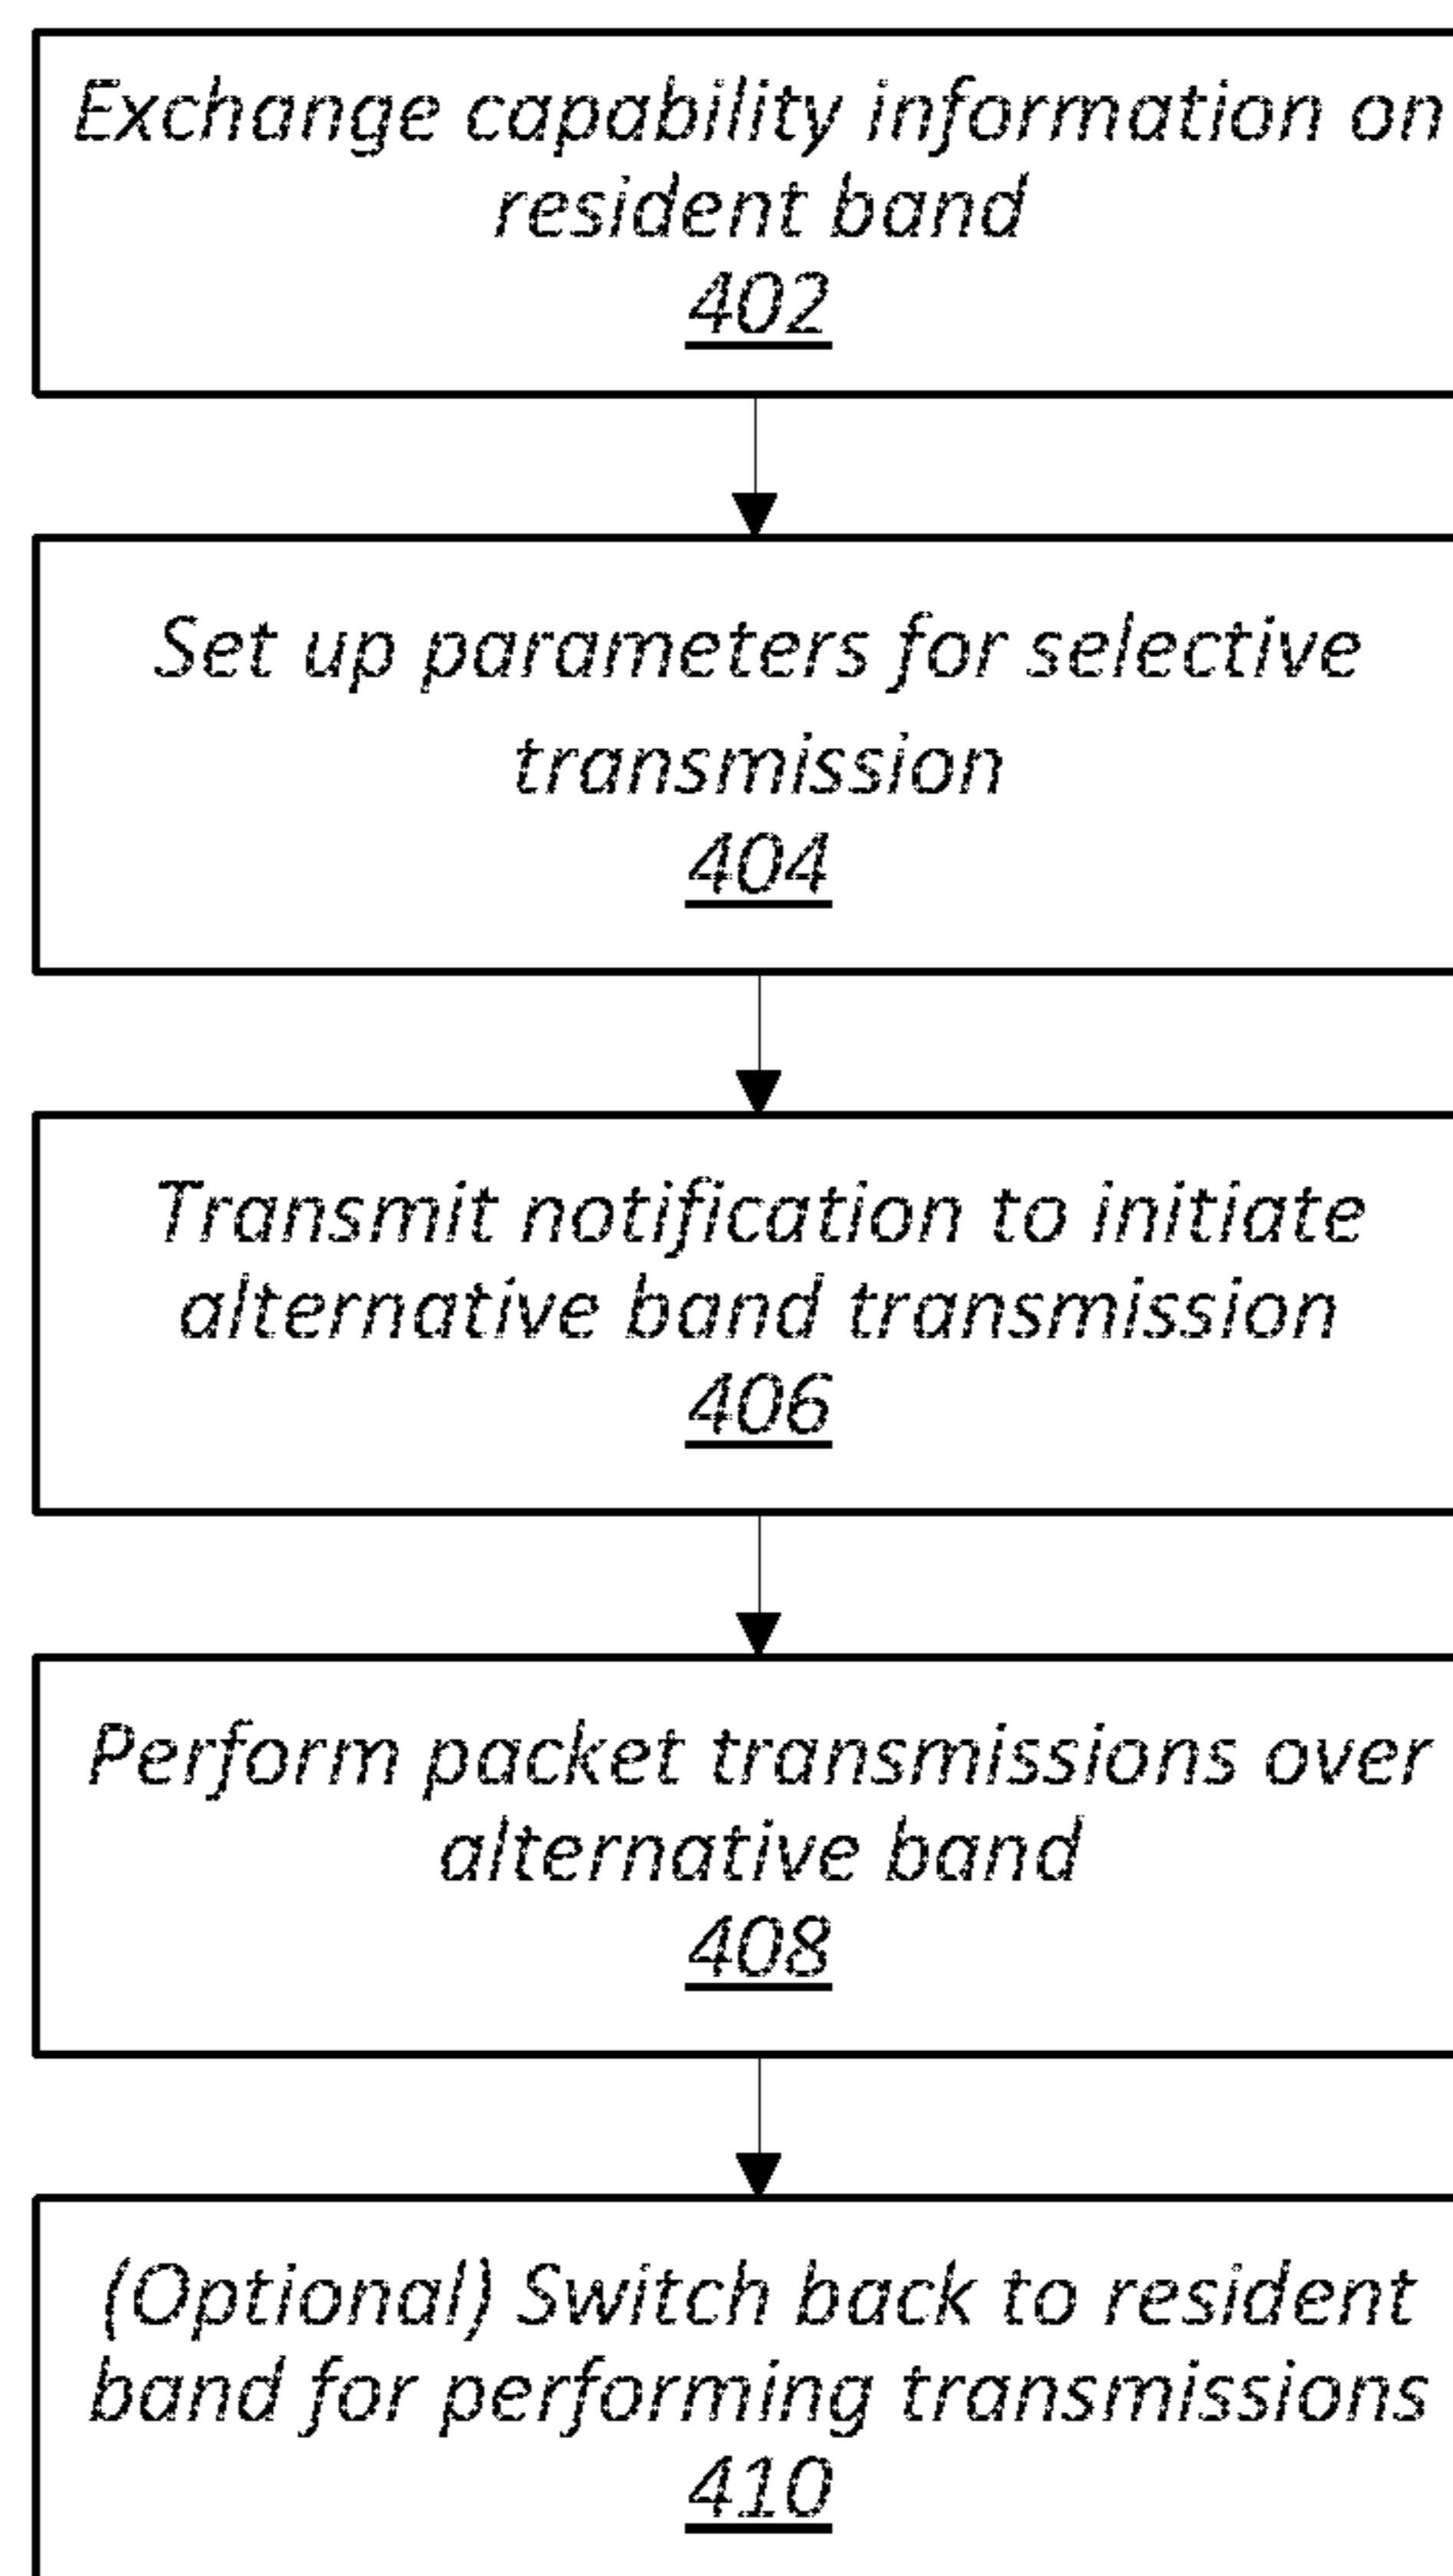 Exchange capability information on
resident band
402
Set up parameters for selective
transmission
404
Transmit notification to initiate
alternative band transmission
406
Perform packet transmissions over
alternative band
408
(Optional) Switch back to resident
band for performing transmissions
410